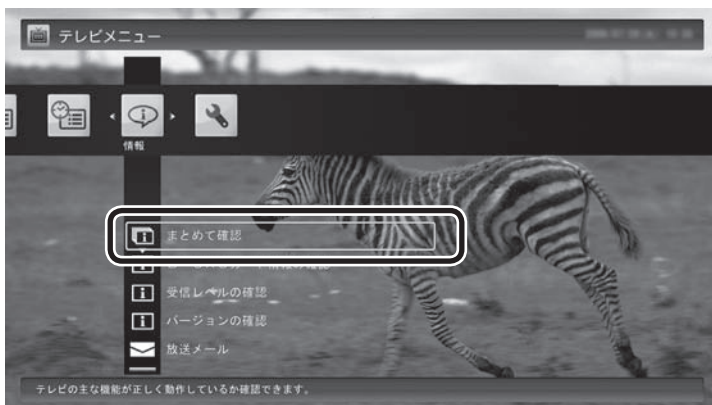 テレビメニュー
情報
まとめて確認
受信レベルの確認
バージョンの確認
放送メール
テレビの主な機能が正しく動作しているか確認できます。